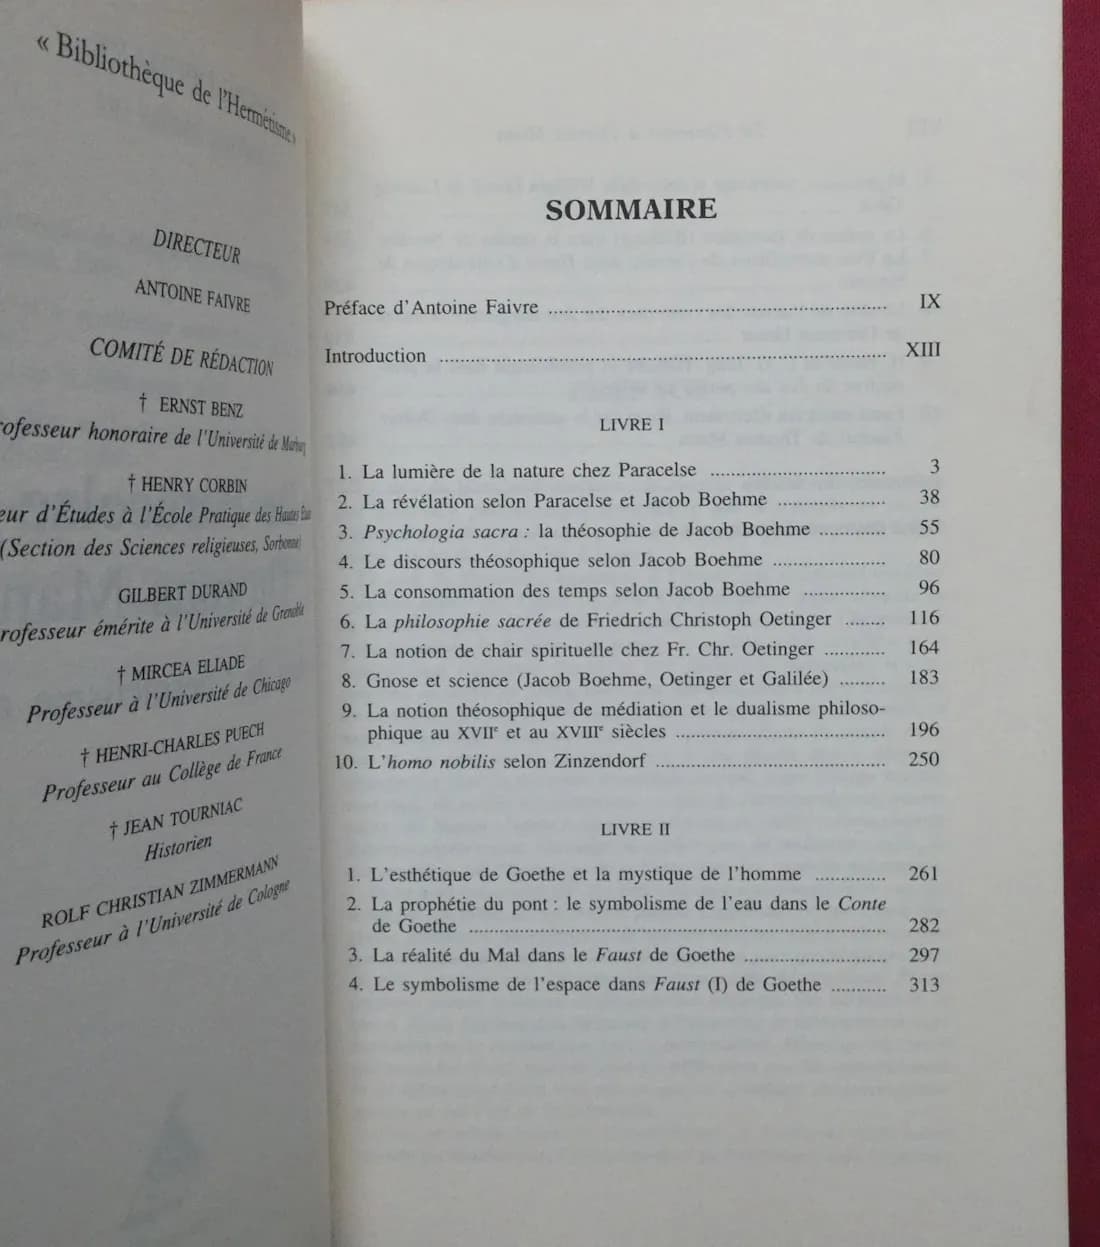 « Bibliothèque de l'Hermétisme »
DIRECTEUR
ANTOINE FAIVRE
COMITÉ DE RÉDACTION
† ERNST BENZ
ofesseur honoraire de l'Université de Marburg
† HENRY CORBIN
eur d'Études à l'École Pratique des Hautes
(Section des Sciences religieuses, Sorbonne)
GILBERT DURAND
rofesseur émérite à l'Université de Grenoble
† MIRCEA ELIADE
Professeur à l'Université de Chicago
† HENRI-CHARLES PUECH
Professeur au Collège de France
† JEAN TOURNIAC
Historien
ROLF CHRISTIAN ZIMMERMANN
Professeur à l'Université de Cologne
SOMMAIRE
Préface d'Antoine Faivre ........ IX
Introduction ........ XIII
LIVRE I
1. La lumière de la nature chez Paracelse ........ 3
2. La révélation selon Paracelse et Jacob Boehme ........ 38
3. Psychologia sacra : la théosophie de Jacob Boehme ........ 55
4. Le discours théosophique selon Jacob Boehme ........ 80
5. La consommation des temps selon Jacob Boehme ........ 96
6. La philosophie sacrée de Friedrich Christoph Oetinger ........ 116
7. La notion de chair spirituelle chez Fr. Chr. Oetinger ........ 164
8. Gnose et science (Jacob Boehme, Oetinger et Galilée) ........ 183
9. La notion théosophique de médiation et le dualisme philoso-
phique au XVIIe et au XVIIIe siècles ........ 196
10. L'homo nobilis selon Zinzendorf ........ 250
LIVRE II
1. L'esthétique de Goethe et la mystique de l'homme ........ 261
2. La prophétie du pont : le symbolisme de l'eau dans le Conte
de Goethe ........ 282
3. La réalité du Mal dans le Faust de Goethe ........ 297
4. Le symbolisme de l'espace dans Faust (I) de Goethe ........ 313